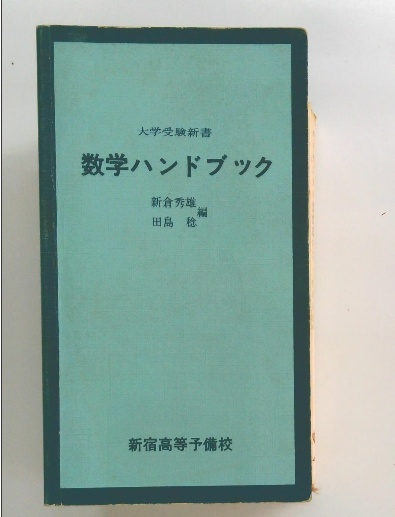 大学受験新書
数学ハンドブック
新倉秀雄
田島 稔
編
新宿高等予備校